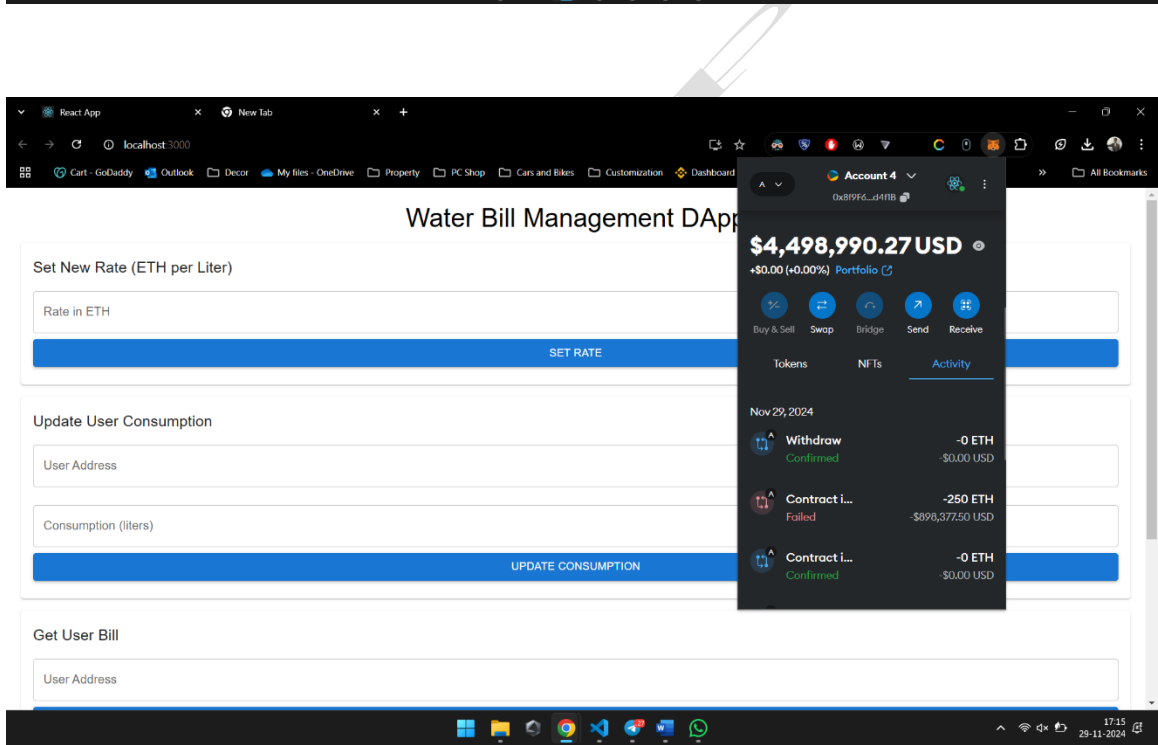 React App
New Tab
localhost:3000
Cart - GoDaddy
Outlook
Decor
My files - OneDrive
Property
PC Shop
Cars and Bikes
Customization
Dashboard
All Bookmarks
Water Bill Management DApp
Set New Rate (ETH per Liter)
Rate in ETH
SET RATE
Update User Consumption
User Address
Consumption (liters)
UPDATE CONSUMPTION
Get User Bill
User Address
A
Account 4
0x8f9F6...d4f1B
$4,498,990.27 USD
+$0.00 (+0.00%) Portfolio
Buy & Sell
Swap
Bridge
Send
Receive
Tokens
NFTs
Activity
Nov 29, 2024
Withdraw -0 ETH
Confirmed -$0.00 USD
Contract i... -250 ETH
Failed -$898,377.50 USD
Contract i... -0 ETH
Confirmed -$0.00 USD
17:15
29-11-2024